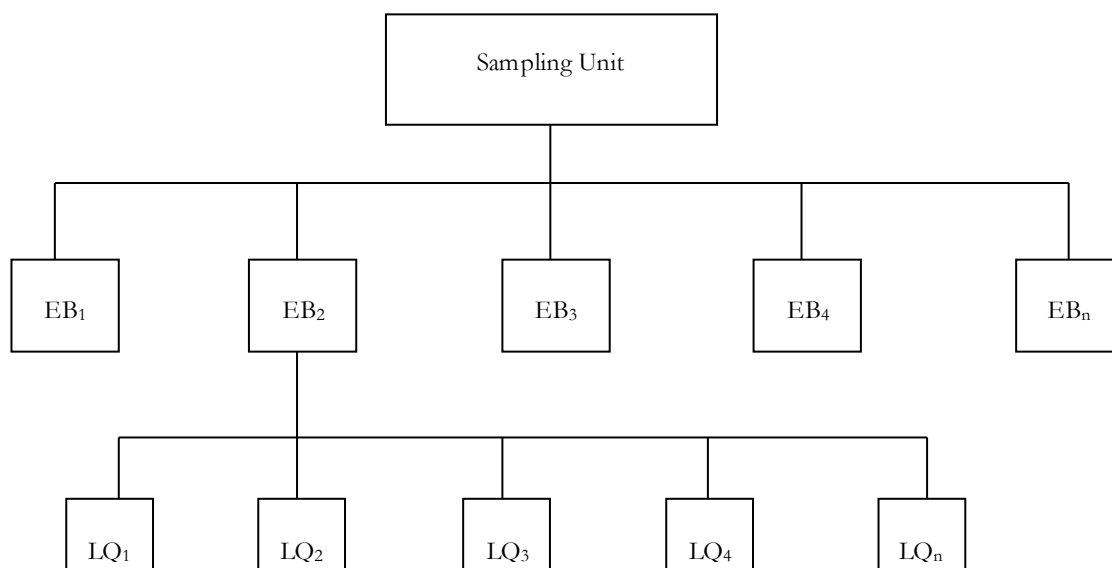 Sampling Unit
EB₁ EB₂ EB₃ EB₄ EBₙ
LQ₁ LQ₂ LQ₃ LQ₄ LQₙ